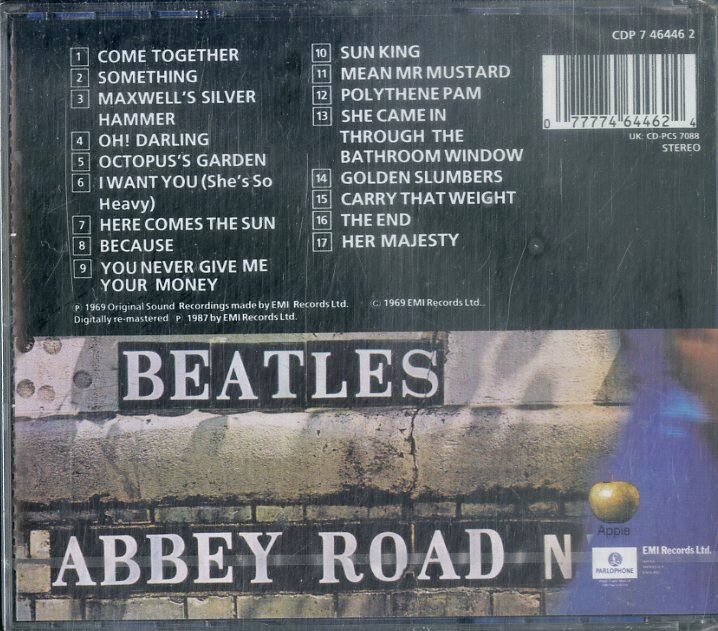 CDP 7 46446 2
1 COME TOGETHER
2 SOMETHING
3 MAXWELL'S SILVER
HAMMER
4 OH! DARLING
5 OCTOPUS'S GARDEN
6 I WANT YOU (She's So
Heavy)
7 HERE COMES THE SUN
8 BECAUSE
9 YOU NEVER GIVE ME
YOUR MONEY
10 SUN KING
11 MEAN MR MUSTARD
12 POLYTHENE PAM
13 SHE CAME IN
THROUGH THE
BATHROOM WINDOW
14 GOLDEN SLUMBERS
15 CARRY THAT WEIGHT
16 THE END
17 HER MAJESTY
0 77774 64462 4
UK: CD-PCS 7088
STEREO
℗ 1969 Original Sound Recordings made by EMI Records Ltd. © 1969 EMI Records Ltd..
Digitally re-mastered ℗ 1987 by EMI Records Ltd.
BEATLES
ABBEY ROAD N
Apple
PARLOPHONE
EMI Records Ltd.